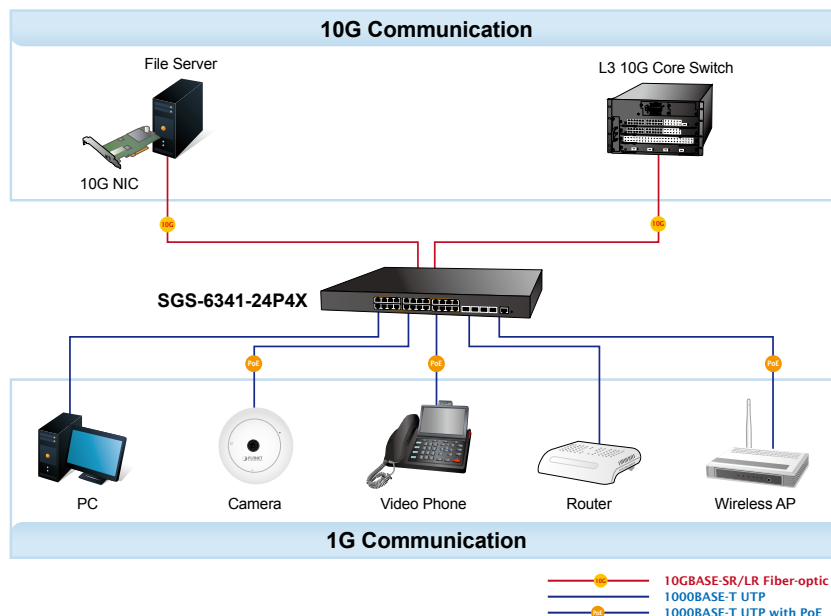 10G Communication
File Server
L3 10G Core Switch
10G NIC
10G
10G
SGS-6341-24P4X
PoE
PoE
PoE
PLANET
PC
Camera
Video Phone
Router
Wireless AP
1G Communication
10G
10GBASE-SR/LR Fiber-optic
1000BASE-T UTP
PoE
1000BASE-T UTP with PoE